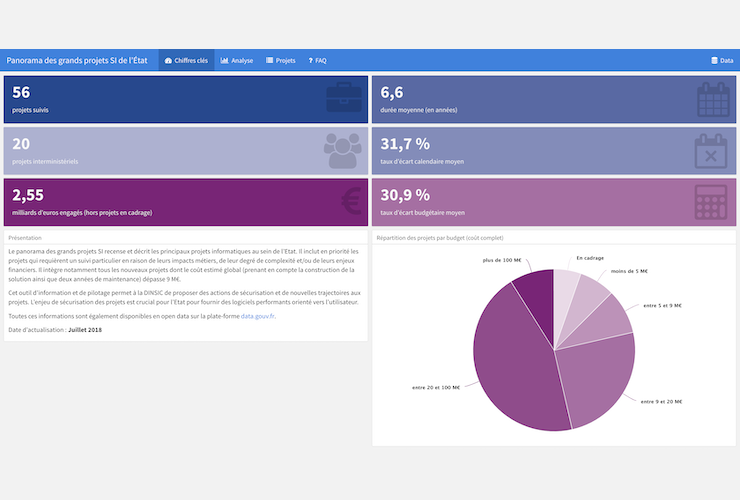 Panorama des grands projets SI de l'État
Chiffres clés
Analyse
Projets
? FAQ
Data
56
projets suivis
6,6
durée moyenne (en années)
20
projets interministériels
31,7 %
taux d'écart calendaire moyen
2,55
milliards d'euros engagés (hors projets en cadrage)
30,9 %
taux d'écart budgétaire moyen
Présentation
Le panorama des grands projets SI recense et décrit les principaux projets informatiques au sein de l'Etat. Il inclut en priorité les
projets qui requièrent un suivi particulier en raison de leurs impacts métiers, de leur degré de complexité et/ou de leurs enjeux
financiers. Il intègre notamment tous les nouveaux projets dont le coût estimé global (prenant en compte la construction de la
solution ainsi que deux années de maintenance) dépasse 9 M€.
Cet outil d'information et de pilotage permet à la DINSIC de proposer des actions de sécurisation et de nouvelles trajectoires aux
projets. L'enjeu de sécurisation des projets est crucial pour l'Etat pour fournir des logiciels performants orienté vers l'utilisateur.
Toutes ces informations sont également disponibles en open data sur la plate-forme data.gouv.fr.
Date d'actualisation : Juillet 2018
Répartition des projets par budget (coût complet)
plus de 100 M€
En cadrage
moins de 5 M€
entre 5 et 9 M€
entre 20 et 100 M€
entre 9 et 20 M€